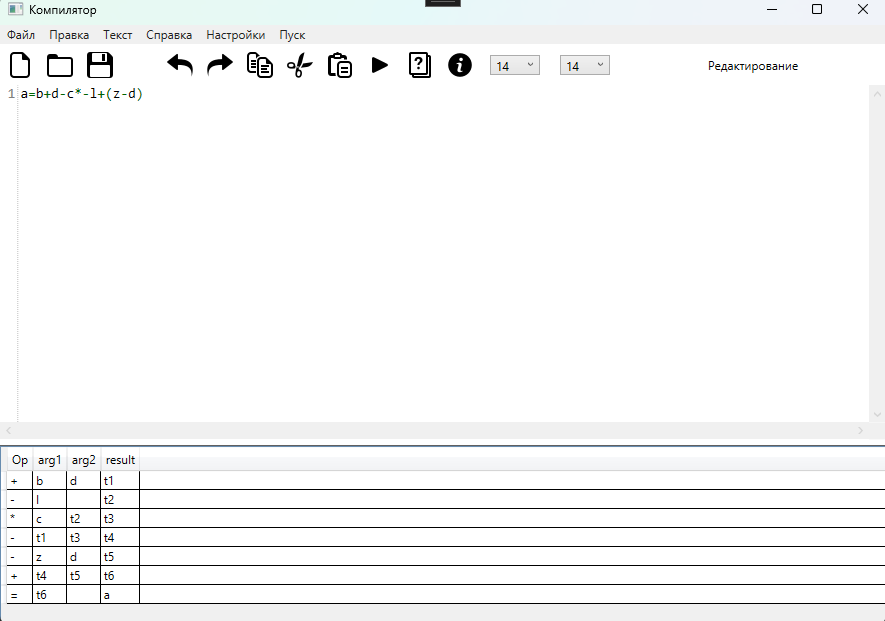 Компилятор
Файл Правка Текст Справка Настройки Пуск
14 14 Редактирование
1 a=b+d-c*-l+(z-d)
Op arg1 arg2 result
+ b d t1
- l t2
* c t2 t3
- t1 t3 t4
- z d t5
+ t4 t5 t6
= t6 a